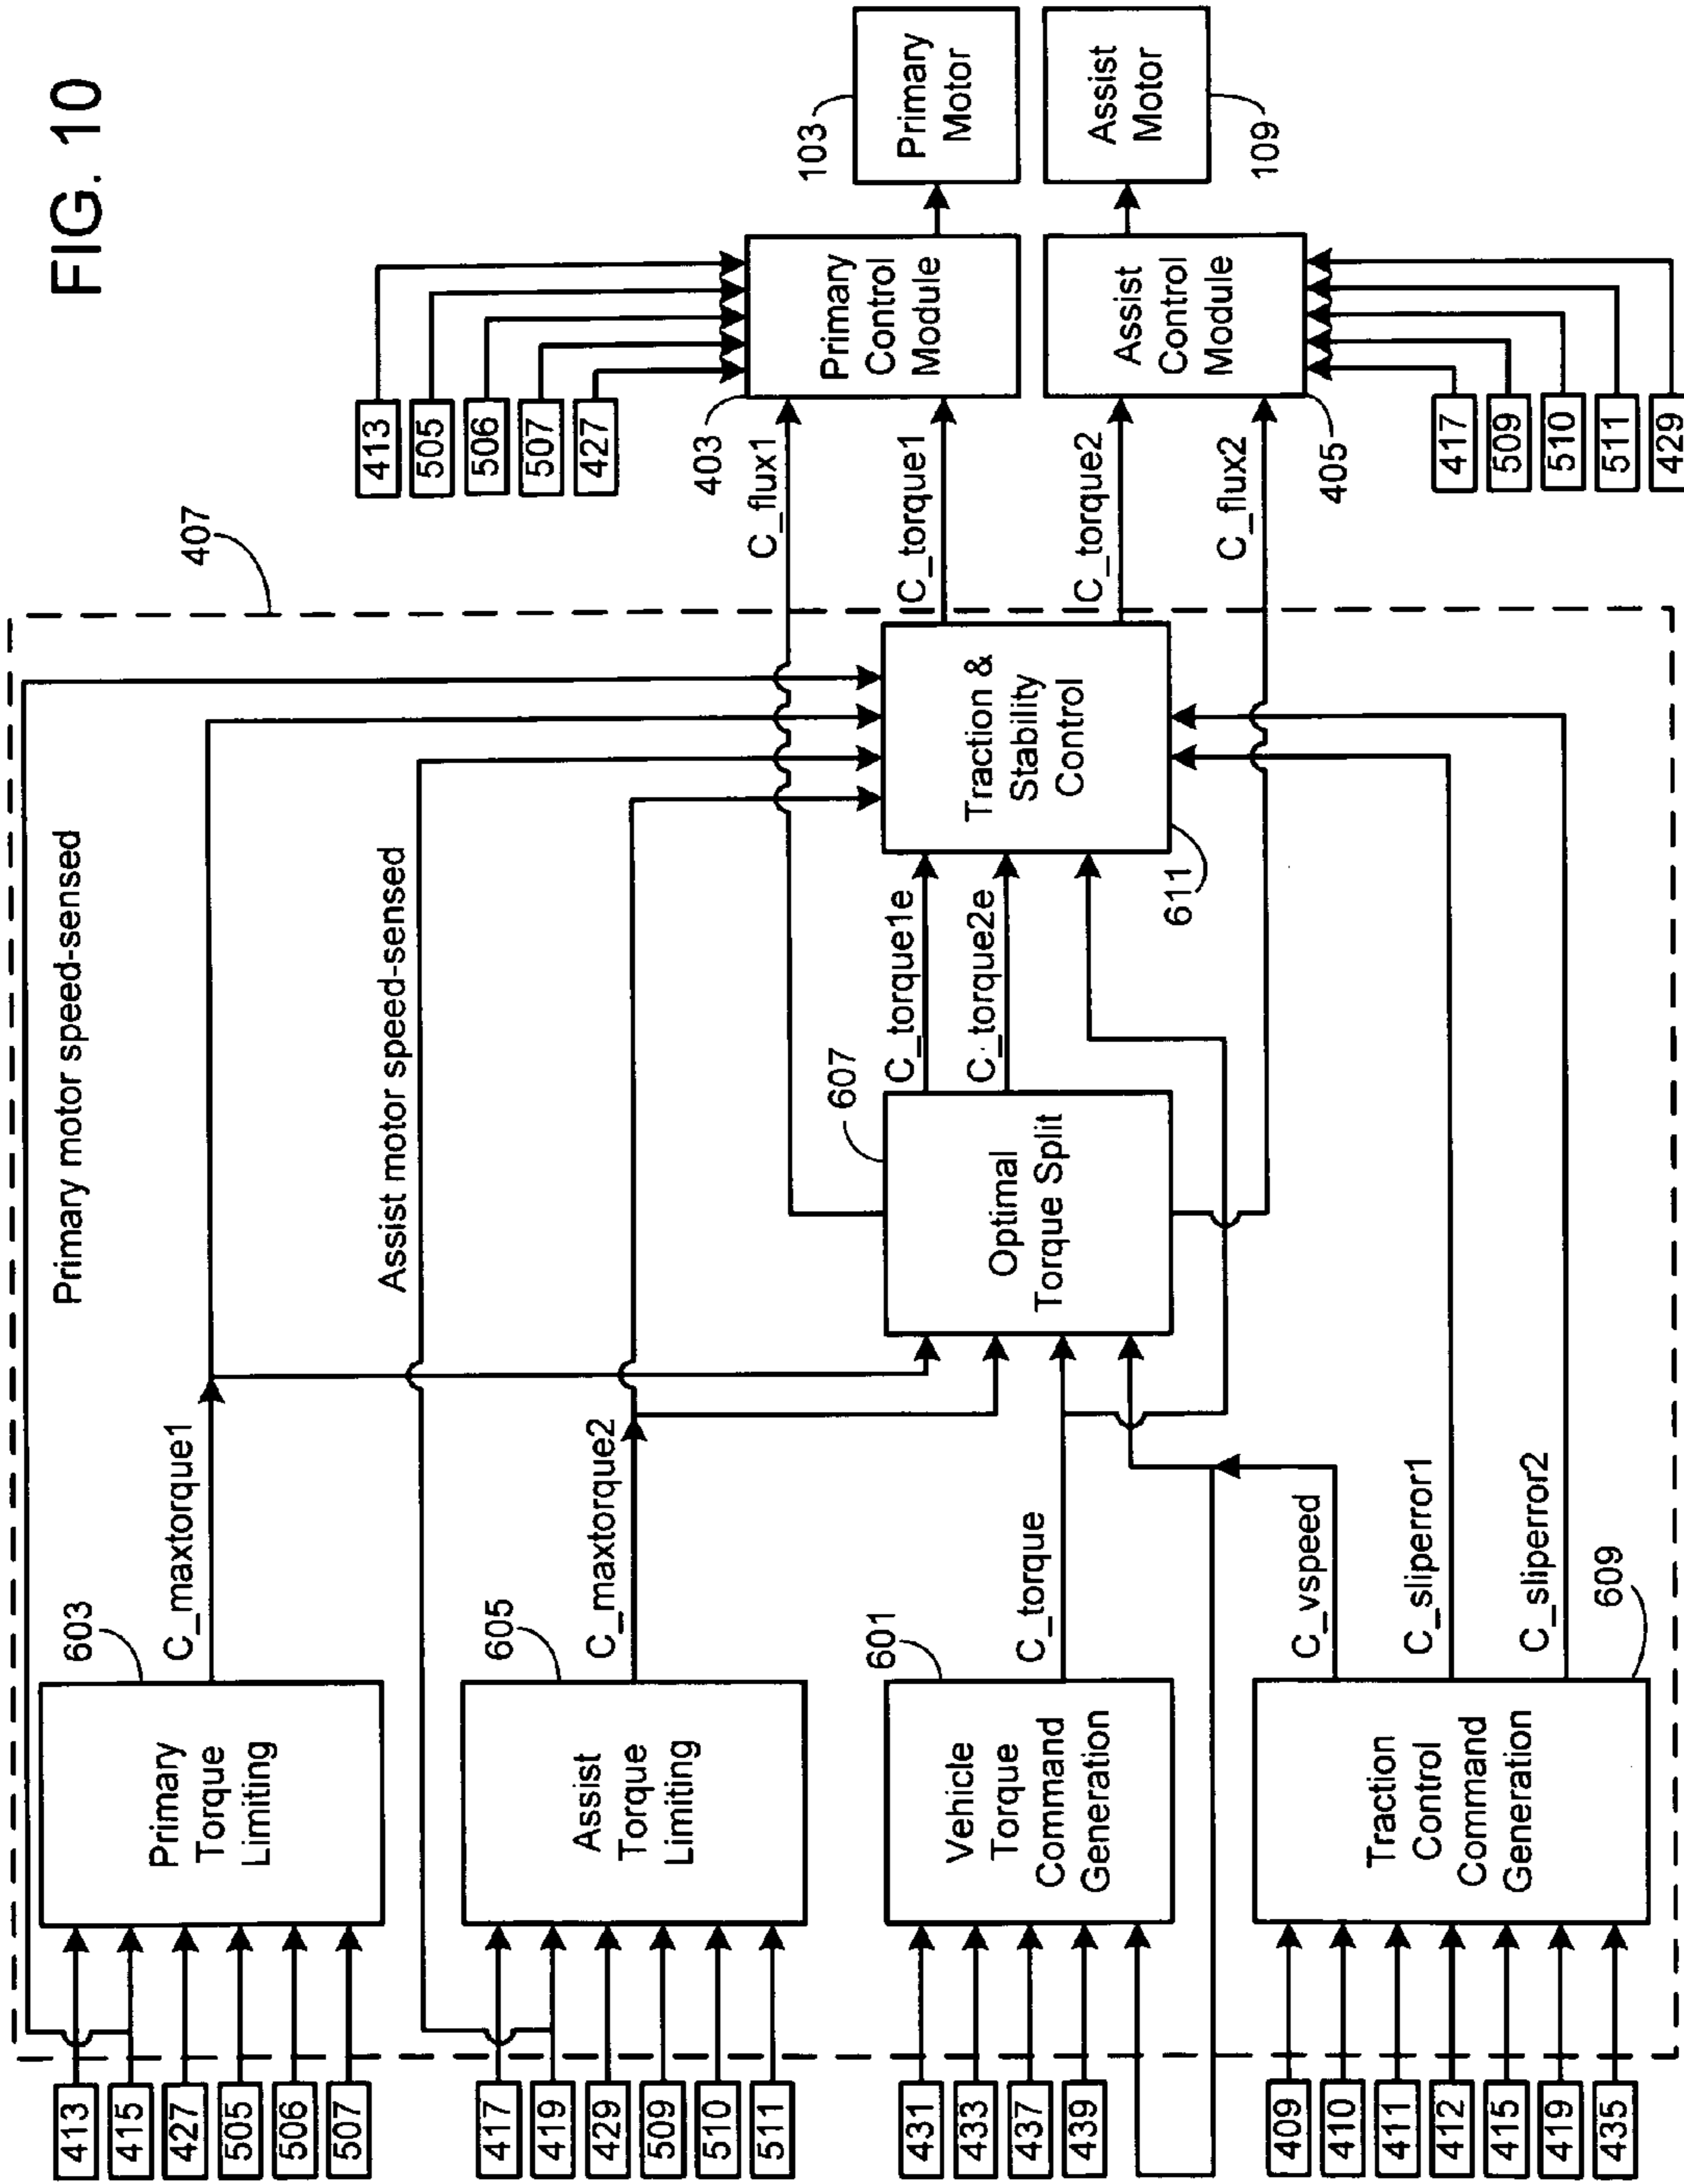 FIG. 10
407
Primary motor speed-sensed
413
415
427
505
506
507
Primary
Torque
Limiting
603
C_maxtorque1
Assist motor speed-sensed
417
419
429
509
510
511
Assist
Torque
Limiting
605
C_maxtorque2
431
433
437
439
Vehicle
Torque
Command
Generation
601
C_torque
409
410
411
412
415
419
435
Traction
Control
Command
Generation
609
C_vspeed
C_sliperror1
C_sliperror2
Optimal
Torque Split
607
C_torque1e
C_torque2e
Traction &
Stability
Control
611
C_flux1
C_torque1
C_torque2
C_flux2
413
505
506
507
427
403
Primary
Control
Module
Assist
Control
Module
405
417
509
510
511
429
103
Primary
Motor
Assist
Motor
109